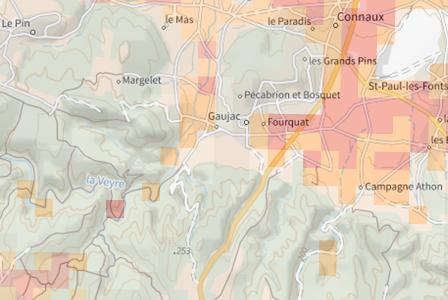 le Mas
le Paradis
Connaux
Le Pin
les Grands Pins
Margelet
St-Paul-les-Fonts
Pécabrion et Bosquet
Gaujac
Fourquat
la Veyre
Campagne Athon
.253